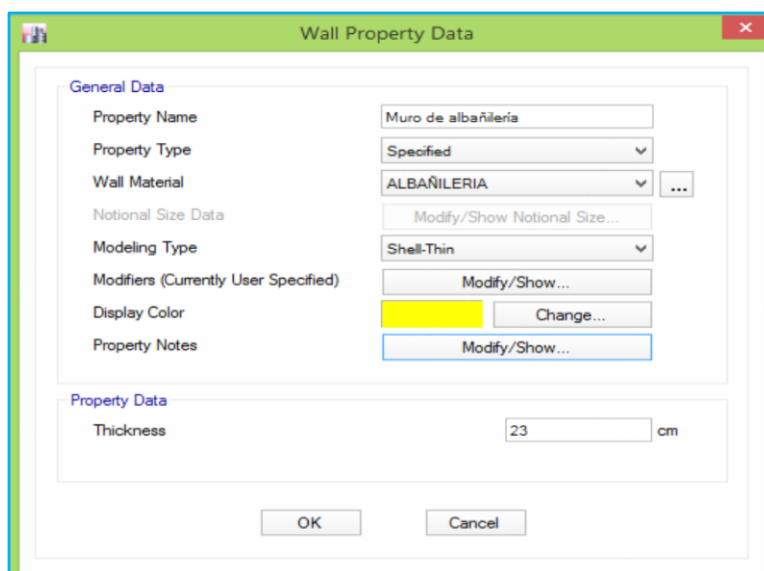 Wall Property Data
General Data
Property Name Muro de albañilería
Property Type Specified
Wall Material ALBAÑILERIA ...
Notional Size Data Modify/Show Notional Size...
Modeling Type Shell-Thin
Modifiers (Currently User Specified) Modify/Show...
Display Color Change...
Property Notes Modify/Show...
Property Data
Thickness 23 cm
OK Cancel